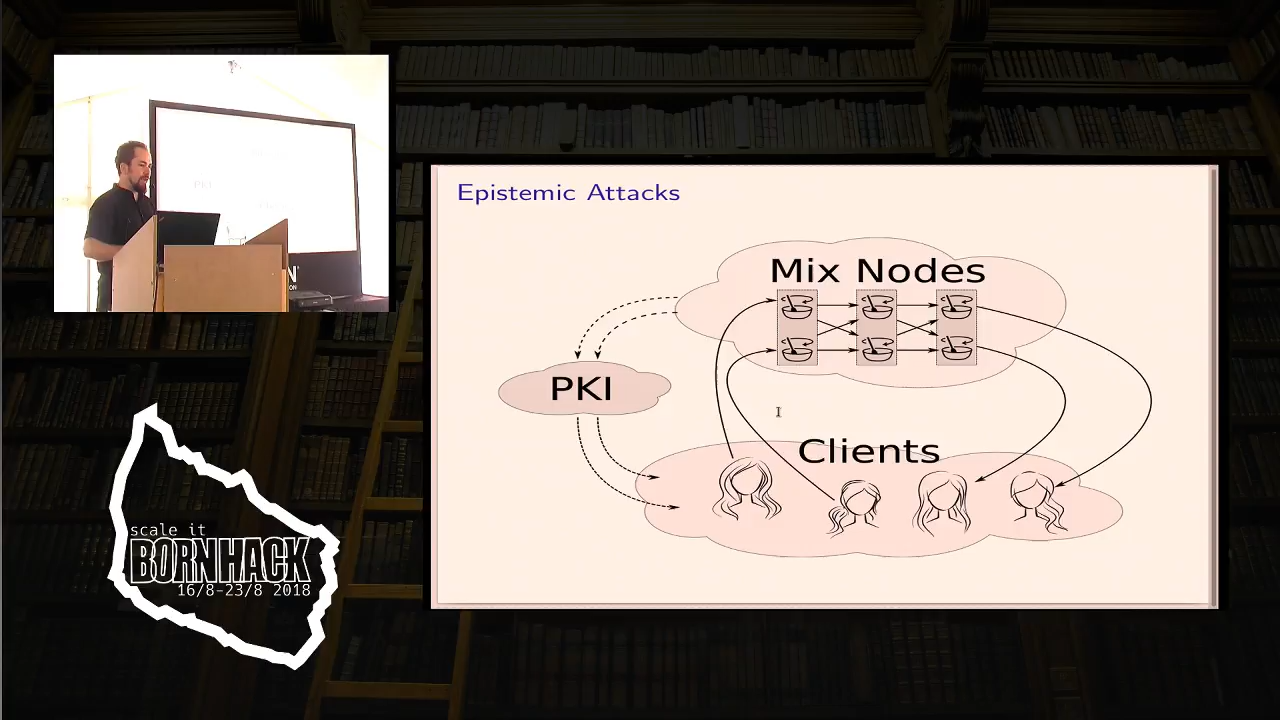 Epistemic Attacks
Mix Nodes
PKI
Clients
scale it
BORNHACK
16/8-23/8 2018